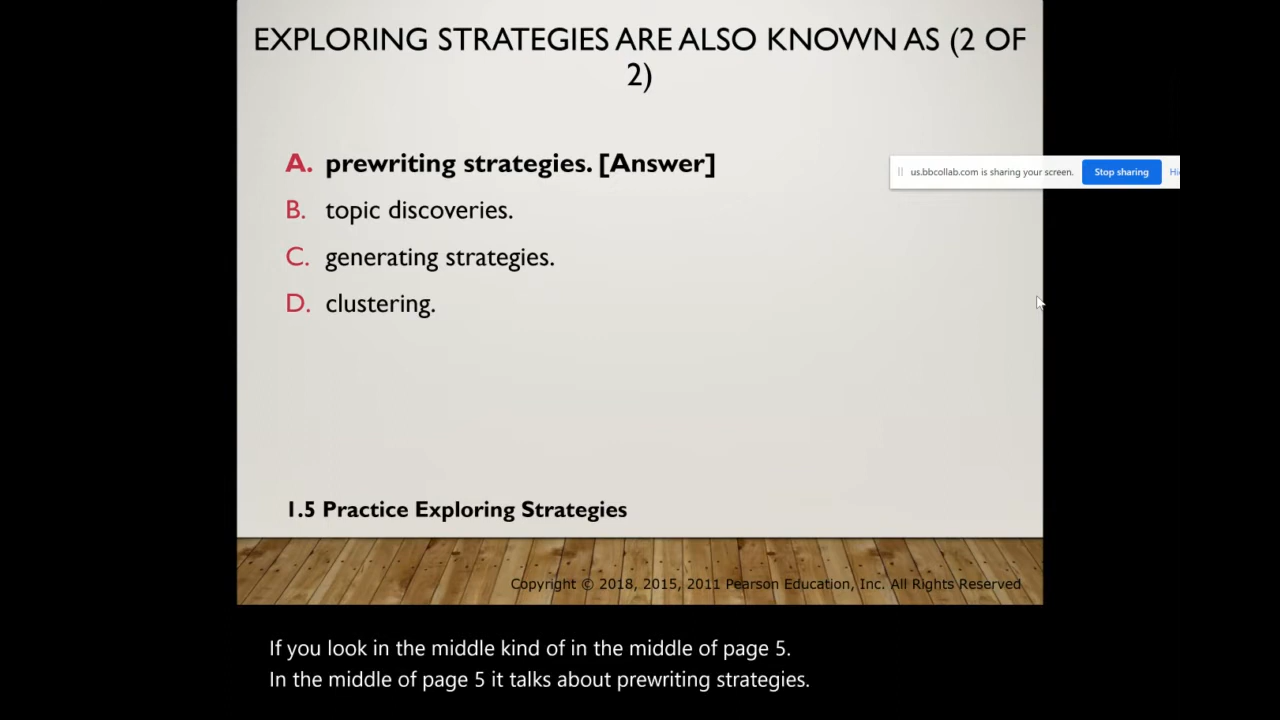 EXPLORING STRATEGIES ARE ALSO KNOWN AS (2 OF
2)
A. prewriting strategies. [Answer]
us.bbcollab.com is sharing your screen. Stop sharing
B. topic discoveries.
C. generating strategies.
D. clustering.
1.5 Practice Exploring Strategies
Copyright © 2018, 2015, 2011 Pearson Education, Inc. All Rights Reserved
If you look in the middle kind of in the middle of page 5.
In the middle of page 5 it talks about prewriting strategies.